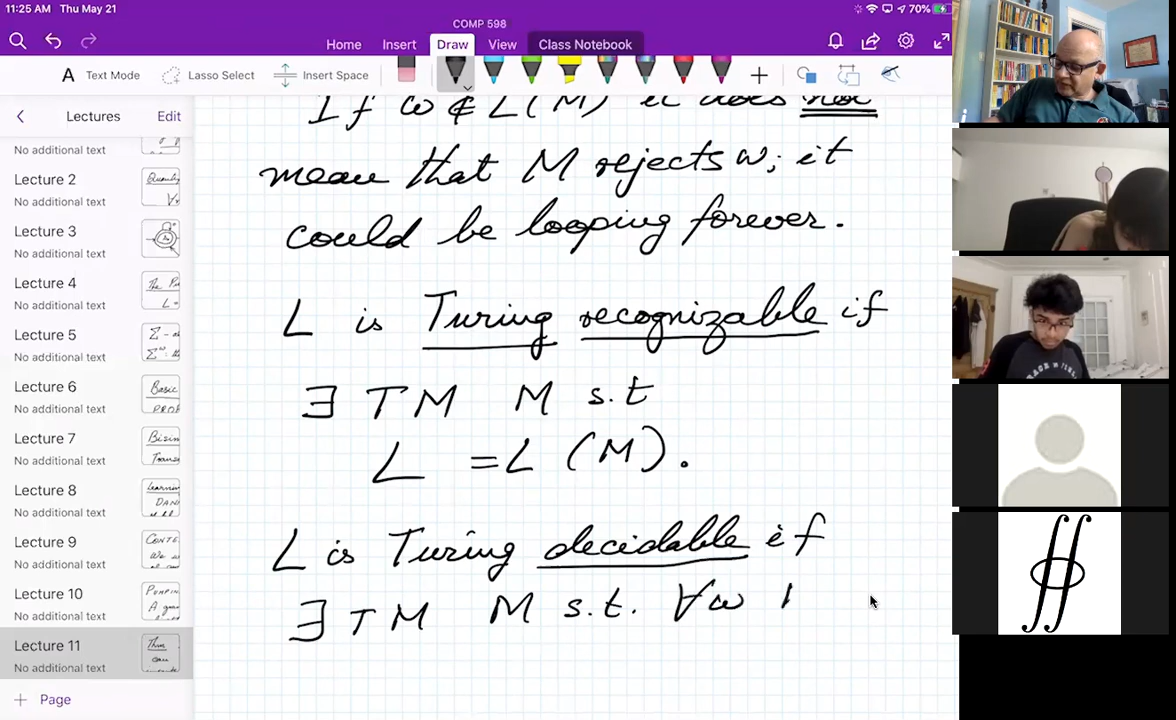 11:25 AM Thu May 21
70%
COMP 598
Home Insert Draw View Class Notebook
A Text Mode Lasso Select Insert Space
Lectures Edit
No additional text
Lecture 2
No additional text
Lecture 3
No additional text
Lecture 4
No additional text
Lecture 5
No additional text
Lecture 6
No additional text
Lecture 7
No additional text
Lecture 8
No additional text
Lecture 9
No additional text
Lecture 10
No additional text
Lecture 11
No additional text
+ Page
If ω ∉ L(M) it does not
mean that M rejects ω; it
could be looping forever.
L is Turing recognizable if
∃ TM M s.t
L = L (M).
L is Turing decidable if
∃ TM M s.t. ∀ω